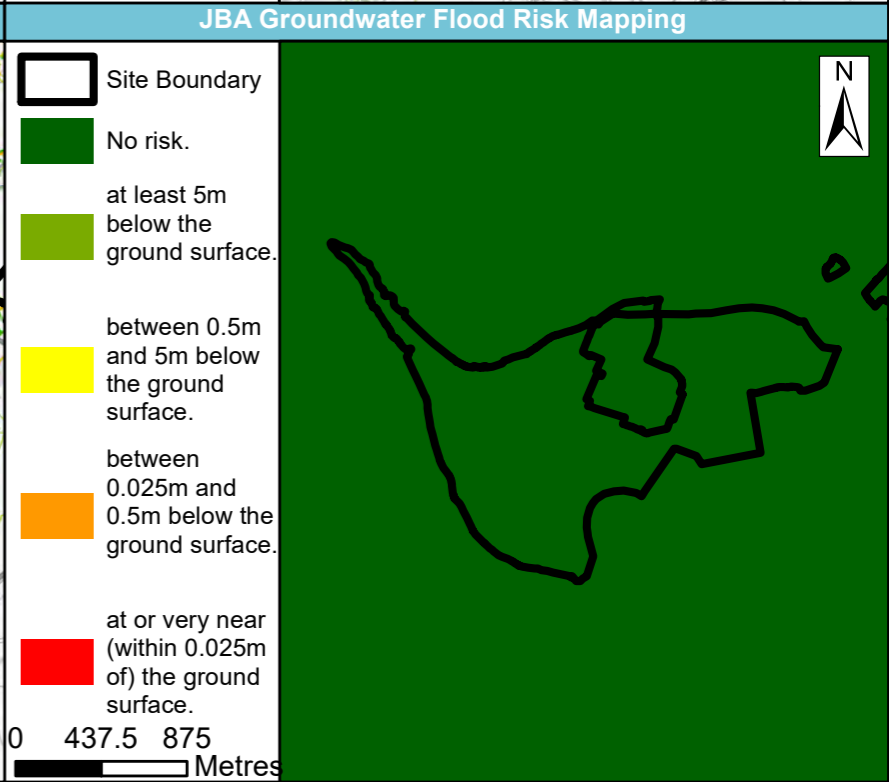 JBA Groundwater Flood Risk Mapping
Site Boundary
No risk.
at least 5m
below the
ground surface.
between 0.5m
and 5m below
the ground
surface.
between
0.025m and
0.5m below the
ground surface.
at or very near
(within 0.025m
of) the ground
surface.
0 437.5 875
Metres
N